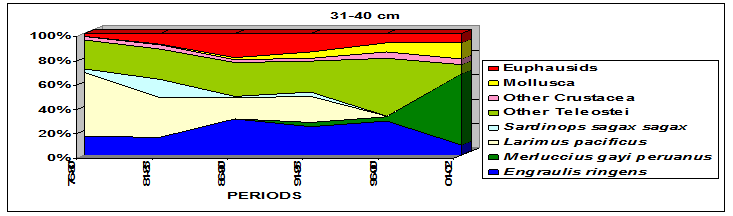 31-40 cm
100%
80%
60%
40%
20%
0%
PERIODS
Euphausids
Mollusca
Other Crustacea
Other Teleostei
Sardinops sagax sagax
Larimus pacificus
Merluccius gayi peruanus
Engraulis ringens